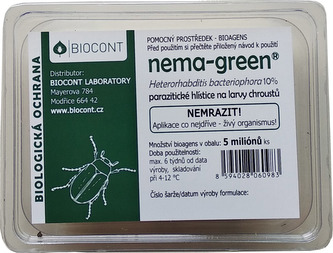 BIOCONT
BIOLOGICKÁ OCHRANA
Distributor:
BIOCONT LABORATORY
Mayerova 784
Modřice 664 42
www.biocont.cz
POMOCNÝ PROSTŘEDEK - BIOAGENS
Před použitím si přečtěte přiložený návod k použití
nema-green®
Heterorhabditis bacteriophora 10%
parazitické hlístice na larvy chroustů
NEMRAZIT!
Aplikace co nejdříve - živý organismus!
Množství bioagens v obalu: 5 miliónů ks
Doba použitelnosti:
max. 6 týdnů od data
výroby, skladování
při 4-12 °C
8 594028 060983
Číslo šarže/datum výroby formulace: